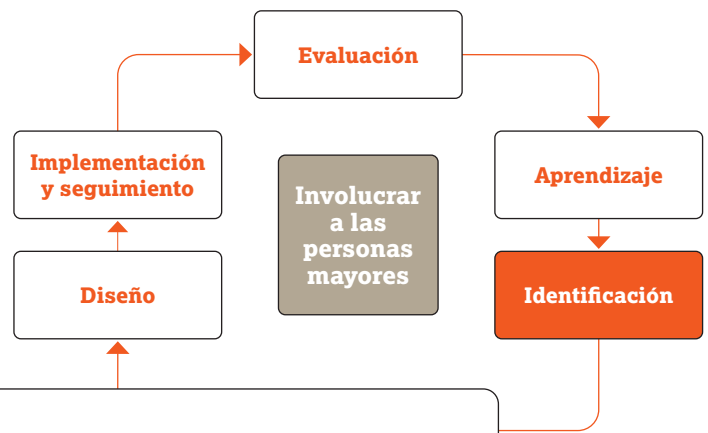 Evaluación
Implementación
y seguimiento
Involucrar
a las
personas
mayores
Aprendizaje
Diseño
Identificación